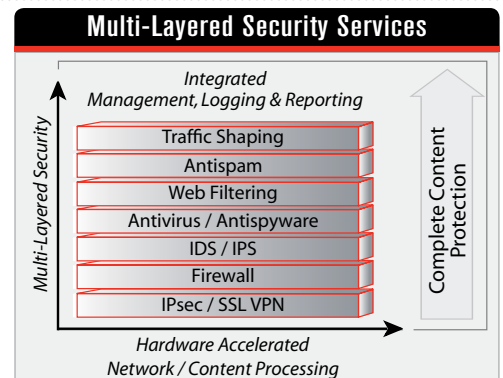 Multi-Layered Security Services
Integrated
Management, Logging & Reporting
Multi-Layered Security
Traffic Shaping
Antispam
Web Filtering
Antivirus / Antispyware
IDS / IPS
Firewall
IPsec / SSL VPN
Complete Content
Protection
Hardware Accelerated
Network / Content Processing